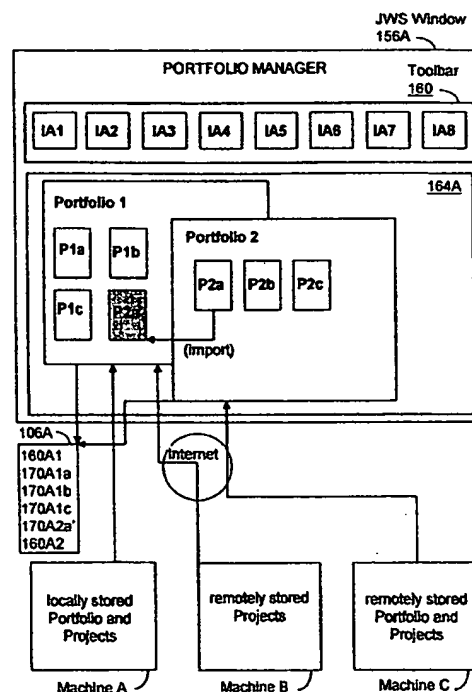 JWS Window
156A
PORTFOLIO MANAGER
Toolbar
160
IA1 IA2 IA3 IA4 IA5 IA6 IA7 IA8
164A
Portfolio 1
P1a P1b
Portfolio 2
P2a P2b P2c
P1c
(import)
106A
Internet
160A1
170A1a
170A1b
170A1c
170A2a'
160A2
locally stored
Portfolio and
Projects
remotely stored
Projects
remotely stored
Portfolio and
Projects
Machine A
Machine B
Machine C